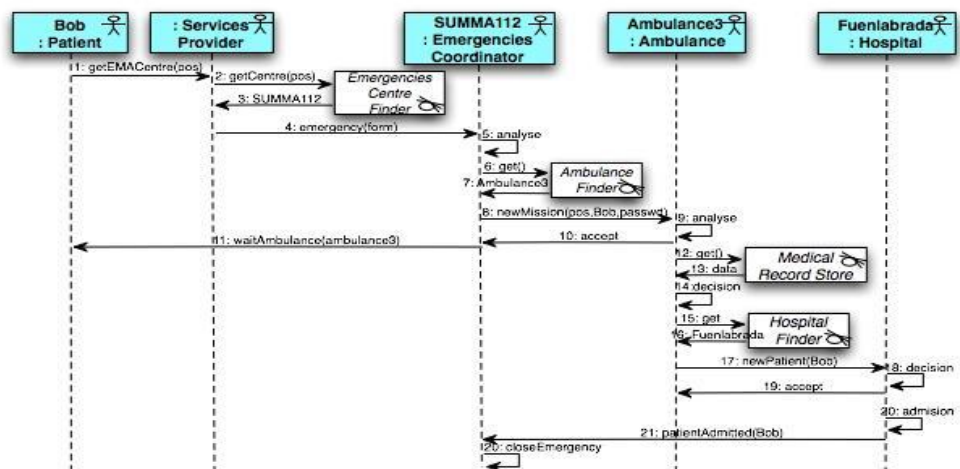 Bob
: Patient
: Services
Provider
SUMMA112
: Emergencies
Coordinator
Ambulance3
: Ambulance
Fuenlabrada
: Hospital
1: getEMACentre(pos)
2: getCentre(pos)
Emergencies
Centre
Finder
3: SUMMA112
4: emergency(form)
5: analyse
6: get()
Ambulance
Finder
7: Ambulance3
8: newMission(pos,Bob,passwd)
9: analyse
10: accept
11: waitAmbulance(ambulance3)
12: get()
Medical
Record Store
13: data
14:decision
15: get
Hospital
Finder
16: Fuenlabrada
17: newPatient(Bob)
18: decision
19: accept
20: admision
21: patientAdmitted(Bob)
20: closeEmergency